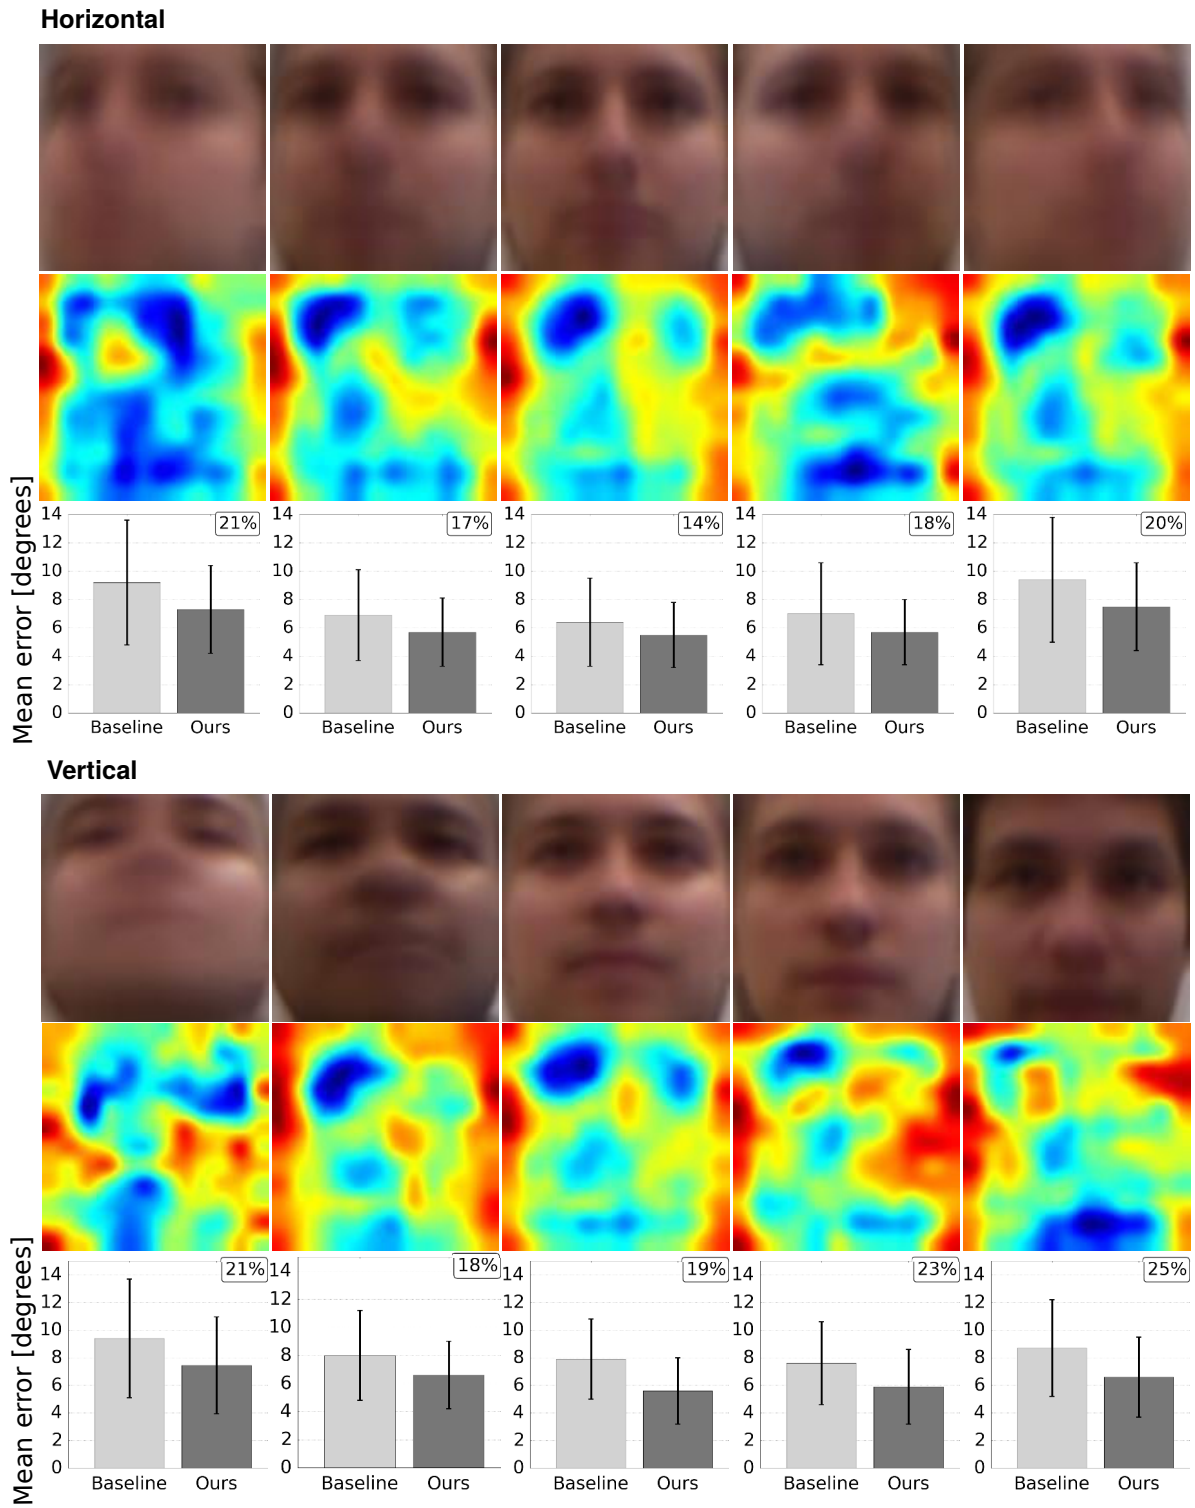 Horizontal
Mean error [degrees]
14 12 10 8 6 4 2 0
21%
Baseline Ours
14 12 10 8 6 4 2 0
17%
Baseline Ours
14 12 10 8 6 4 2 0
14%
Baseline Ours
14 12 10 8 6 4 2 0
18%
Baseline Ours
14 12 10 8 6 4 2 0
20%
Baseline Ours
Vertical
Mean error [degrees]
14 12 10 8 6 4 2 0
21%
Baseline Ours
14 12 10 8 6 4 2 0
18%
Baseline Ours
14 12 10 8 6 4 2 0
19%
Baseline Ours
14 12 10 8 6 4 2 0
23%
Baseline Ours
14 12 10 8 6 4 2 0
25%
Baseline Ours